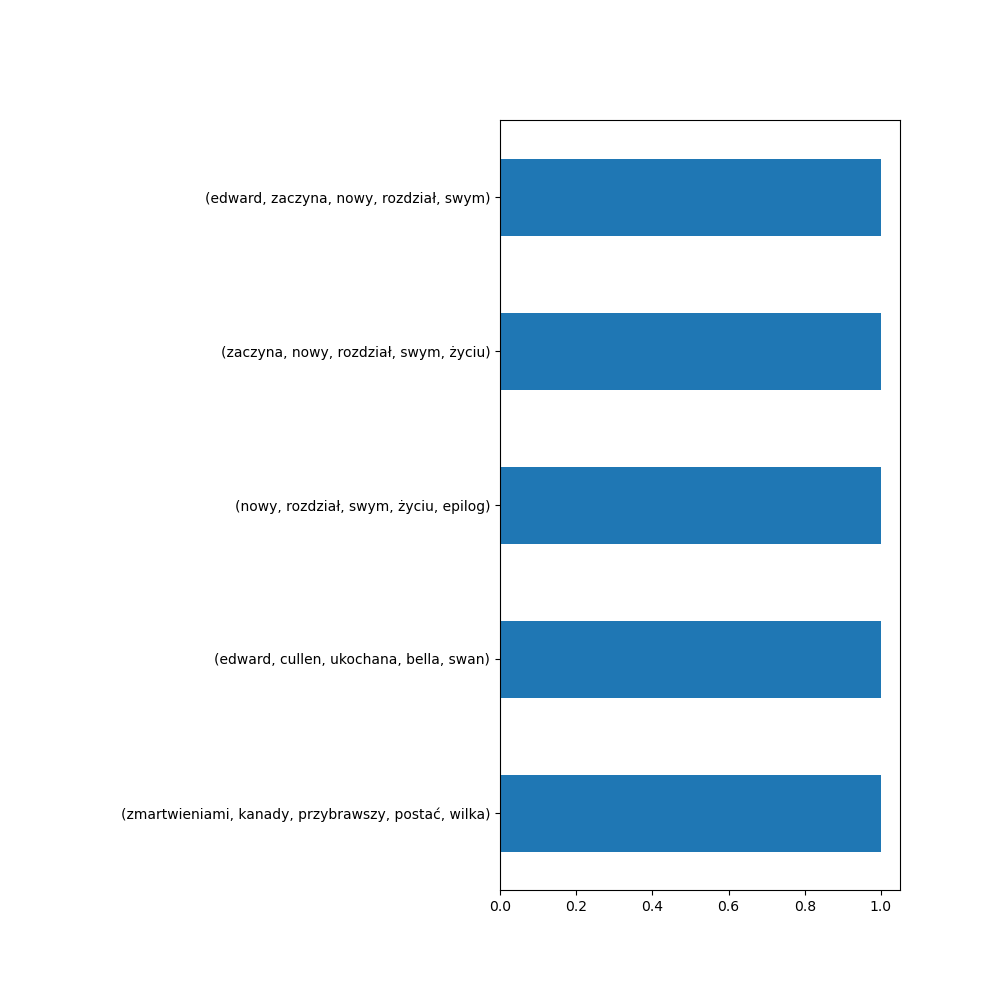 (edward, zaczyna, nowy, rozdział, swym)
(zaczyna, nowy, rozdział, swym, życiu)
(nowy, rozdział, swym, życiu, epilog)
(edward, cullen, ukochana, bella, swan)
(zmartwieniami, kanady, przybrawszy, postać, wilka)
0.0 0.2 0.4 0.6 0.8 1.0